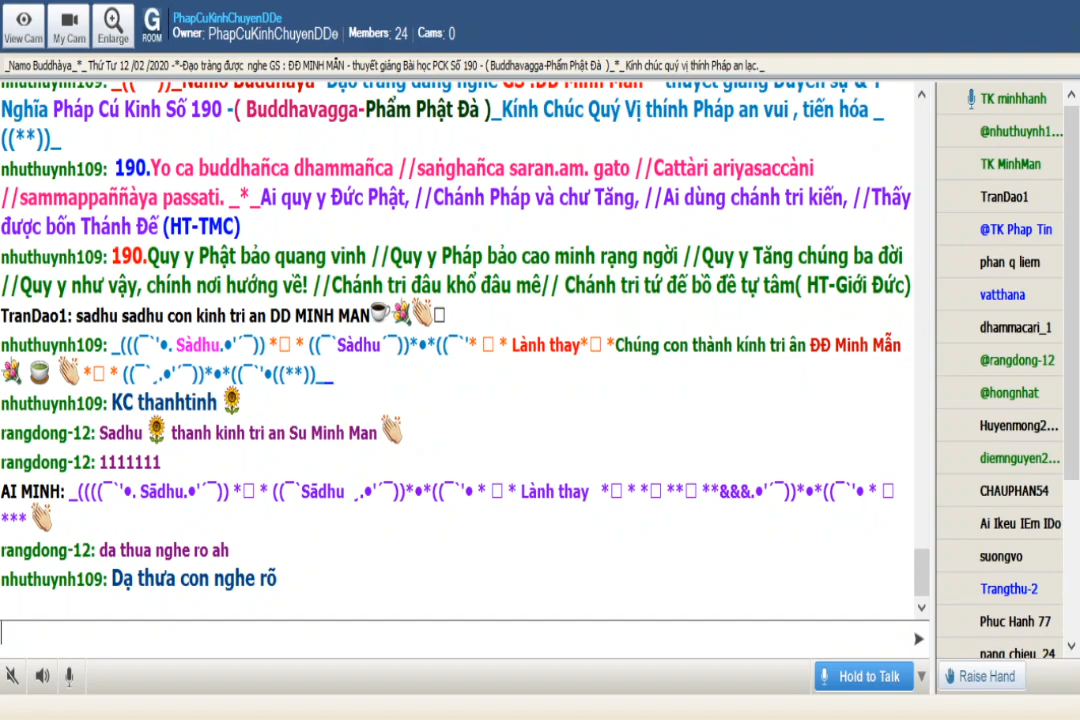 View Cam
My Cam
Enlarge
G
ROOM
PhapCuKinhChuyenDDe
Owner: PhapCuKinhChuyenDDe Members: 24 Cams: 0
_Namo Buddhàya_*_ Thứ Tư 12 /02 /2020 -*-Đạo tràng được nghe GS : ĐĐ MINH MẪN - thuyết giảng Bài học PCK Số 190 - ( Buddhavagga-Phẩm Phật Đà )_*_Kính chúc quý vị thính Pháp an lạc._
Nghĩa Pháp Cú Kinh Số 190 -( Buddhavagga-Phẩm Phật Đà )_Kính Chúc Quý Vị thính Pháp an vui , tiến hóa _
((**))_
nhuthuynh109: 190.Yo ca buddhañca dhammañca //saṅghañca saran.am. gato //Cattàri ariyasaccàni
//sammappaññàya passati. _*_Ai quy y Đức Phật, //Chánh Pháp và chư Tăng, //Ai dùng chánh tri kiến, //Thấy
được bốn Thánh Đế (HT-TMC)
nhuthuynh109: 190.Quy y Phật bảo quang vinh //Quy y Pháp bảo cao minh rạng ngời //Quy y Tăng chúng ba đời
//Quy y như vậy, chính nơi hướng về! //Chánh tri đâu khổ đâu mê// Chánh tri tứ đế bồ đề tự tâm( HT-Giới Đức)
TranDao1: sadhu sadhu con kinh tri an DD MINH MAN
nhuthuynh109: _(((¯`'•. Sàdhu.•'´¯)) *□ * ((¯`Sàdhu´¯))*•*((¯`'* □ * Lành thay*□ *Chúng con thành kính tri ân ĐĐ Minh Mẫn
*□ * ((¯`¸.•'´¯))*•*((¯`'•((**))__
nhuthuynh109: KC thanhtinh
rangdong-12: Sadhu thanh kinh tri an Su Minh Man
rangdong-12: 1111111
AI MINH: _((((¯`'•. Sādhu.•'´¯)) *□ * ((¯`Sādhu ¸.•'´¯))*•*((¯`'• * □ * Lành thay *□ * *□ **□ **&&&.•'´¯))*•*((¯`'• * □
***
rangdong-12: da thua nghe ro ah
nhuthuynh109: Dạ thưa con nghe rõ
Hold to Talk
TK minhhanh
@nhuthuynh1...
TK MinhMan
TranDao1
@TK Phap Tin
phan q liem
vatthana
dhammacari_1
@rangdong-12
@hongnhat
Huyenmong2...
diemnguyen2...
CHAUPHAN54
Ai Ikeu IEm IDo
suongvo
Trangthu-2
Phuc Hanh 77
nang chieu 24
Raise Hand